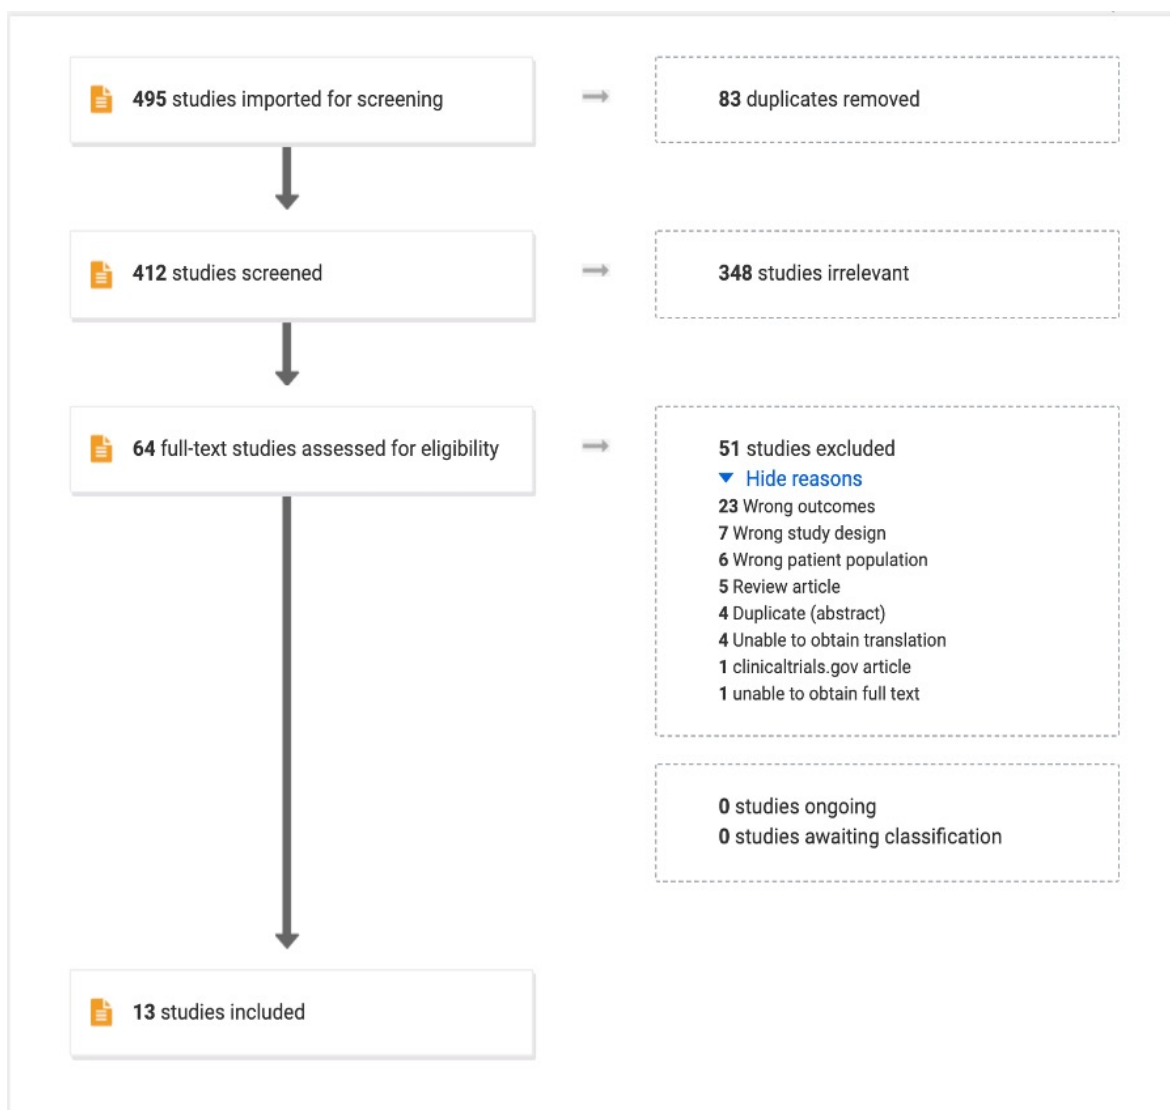 495 studies imported for screening
83 duplicates removed
412 studies screened
348 studies irrelevant
64 full-text studies assessed for eligibility
51 studies excluded
Hide reasons
23 Wrong outcomes
7 Wrong study design
6 Wrong patient population
5 Review article
4 Duplicate (abstract)
4 Unable to obtain translation
1 clinicaltrials.gov article
1 unable to obtain full text
0 studies ongoing
0 studies awaiting classification
13 studies included